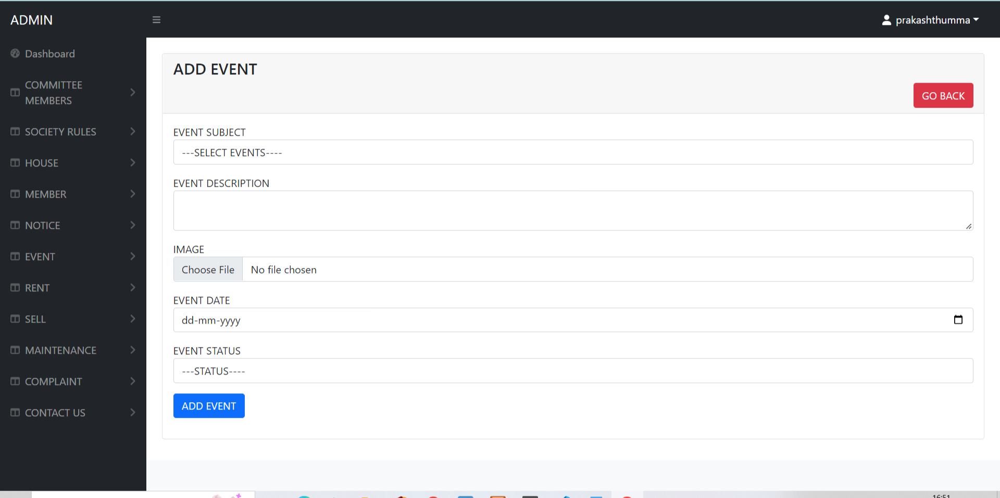 ADMIN
prakashthumma
Dashboard
COMMITTEE
MEMBERS
SOCIETY RULES
HOUSE
MEMBER
NOTICE
EVENT
RENT
SELL
MAINTENANCE
COMPLAINT
CONTACT US
ADD EVENT
GO BACK
EVENT SUBJECT
---SELECT EVENTS----
EVENT DESCRIPTION
IMAGE
Choose File No file chosen
EVENT DATE
dd-mm-yyyy
EVENT STATUS
---STATUS----
ADD EVENT
16:51